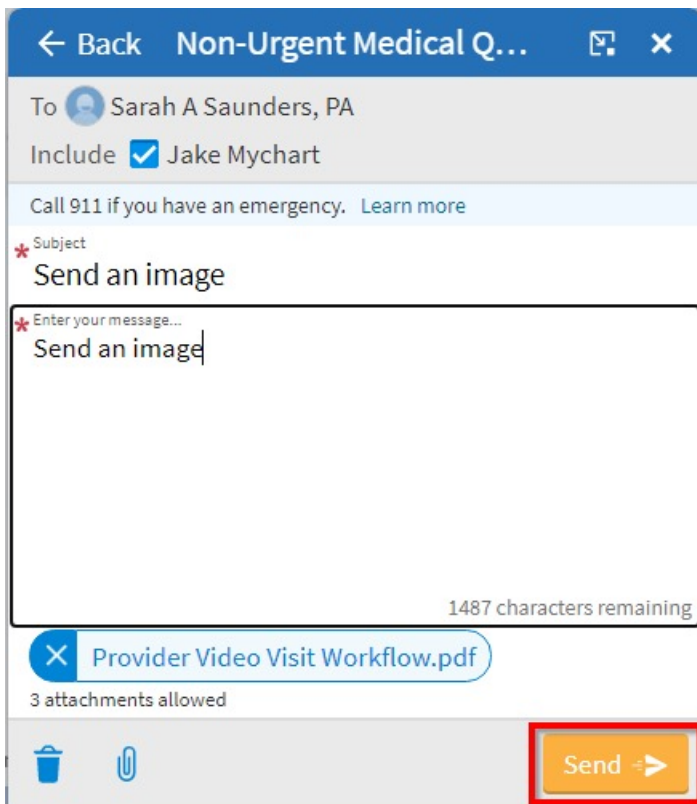 ← Back Non-Urgent Medical Q...
To Sarah A Saunders, PA
Include Jake Mychart
Call 911 if you have an emergency. Learn more
* Subject
Send an image
* Enter your message...
Send an image
1487 characters remaining
Provider Video Visit Workflow.pdf
3 attachments allowed
Send